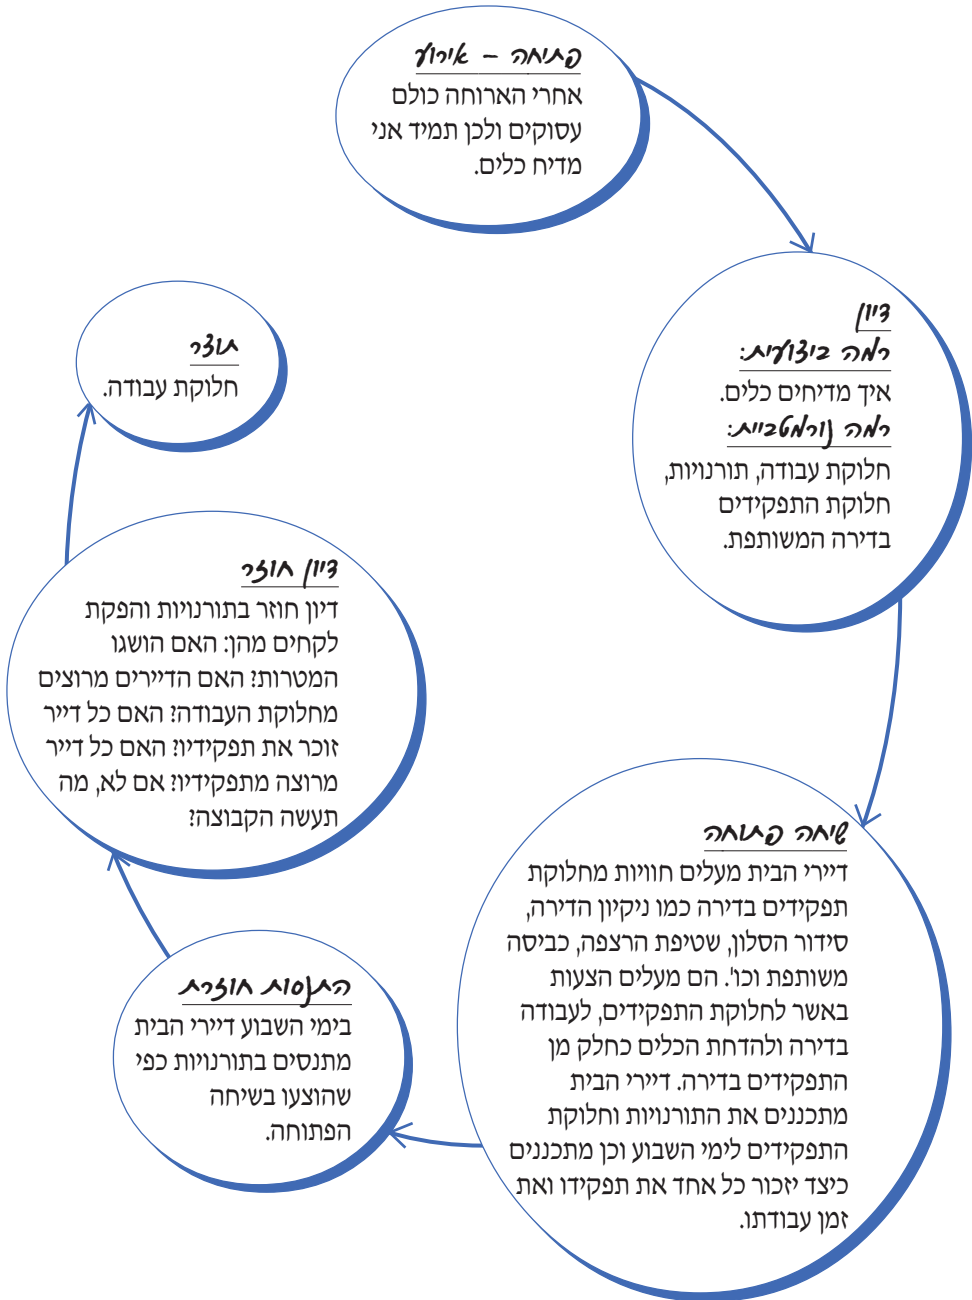 פתיחה – אירוע
אחרי הארוחה כולם
עסוקים ולכן תמיד אני
מדיח כלים.
דיון
רמה ביצועית:
איך מדיחים כלים.
רמה נורמטבית:
חלוקת עבודה, תורנויות,
חלוקת התפקידים
בדירה המשותפת.
שיחה פתוחה
דיירי הבית מעלים חוויות מחלוקת
תפקידים בדירה כמו ניקיון הדירה,
סידור הסלון, שטיפת הרצפה, כביסה
משותפת וכו'. הם מעלים הצעות
באשר לחלוקת התפקידים, לעבודה
בדירה ולהדחת הכלים כחלק מן
התפקידים בדירה. דיירי הבית
מתכננים את התורנויות וחלוקת
התפקידים לימי השבוע וכן מתכננים
כיצד יזכור כל אחד את תפקידו ואת
זמן עבודתו.
התנסות חוזרת
בימי השבוע דיירי הבית
מתנסים בתורנויות כפי
שהוצעו בשיחה
הפתוחה.
דיון חוזר
דיון חוזר בתורנויות והפקת
לקחים מהן: האם הושגו
המטרות? האם הדיירים מרוצים
מחלוקת העבודה? האם כל דייר
זוכר את תפקידיו? האם כל דייר
מרוצה מתפקידיו? אם לא, מה
תעשה הקבוצה?
תוצר
חלוקת עבודה.